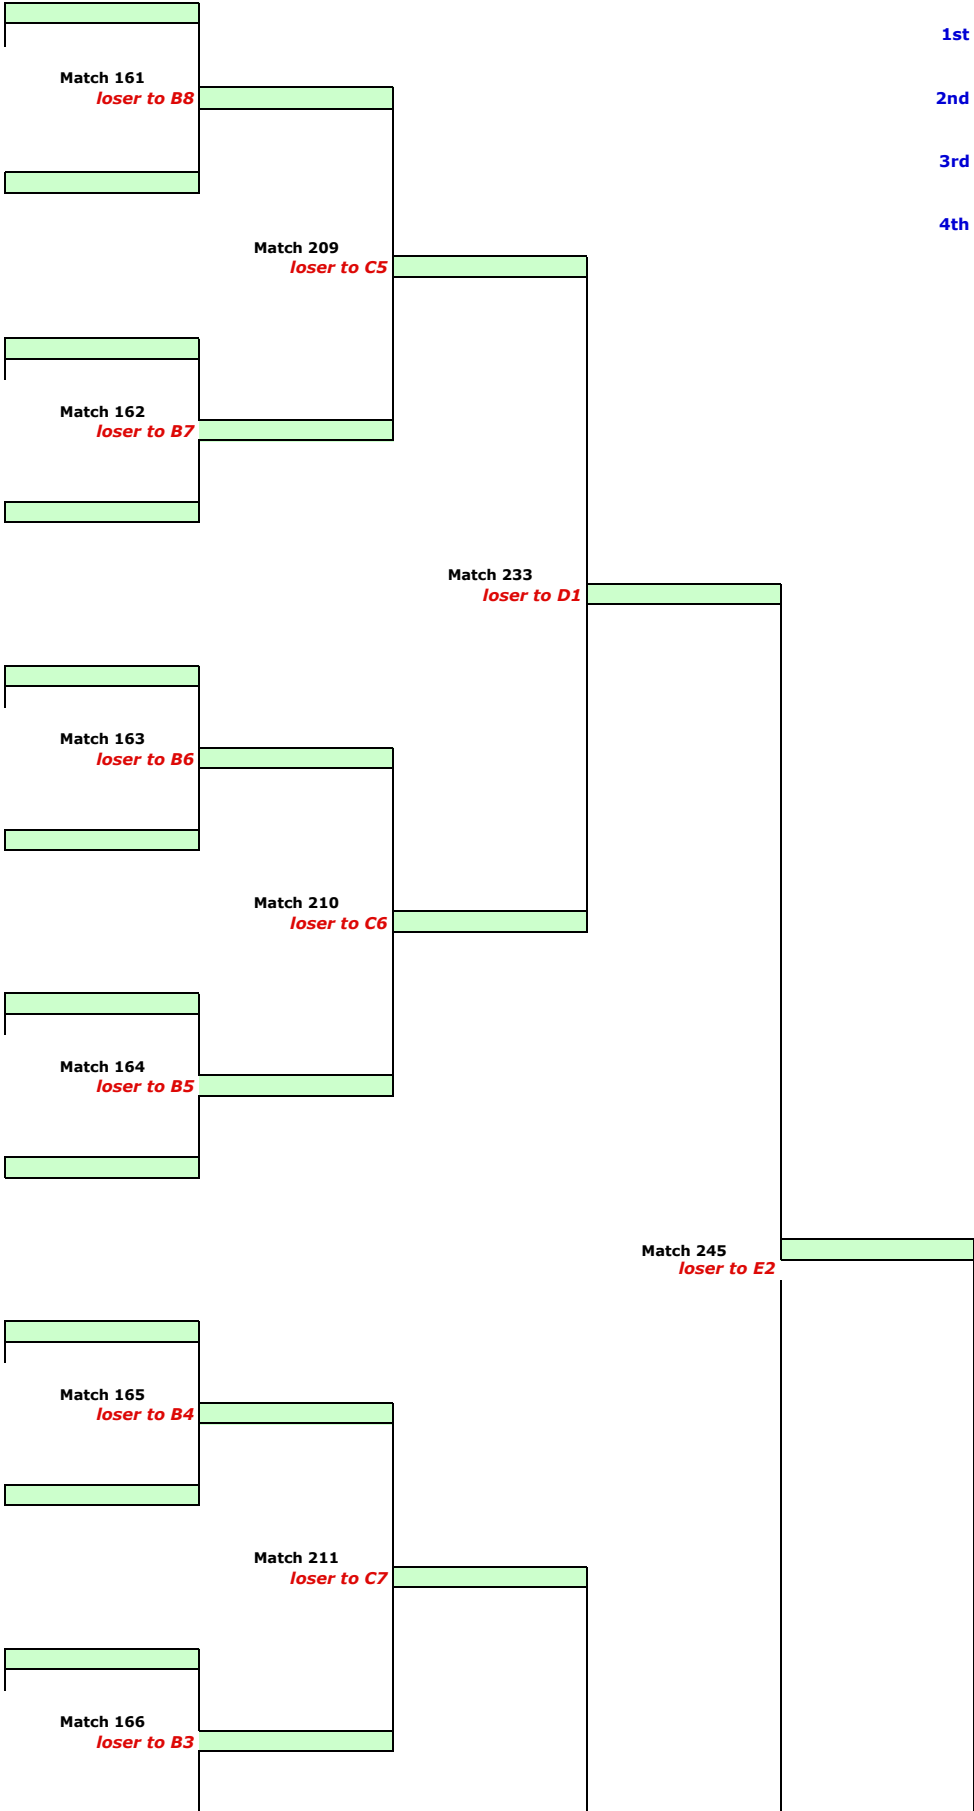 1st
Match 161
loser to B8
2nd
3rd
4th
Match 209
loser to C5
Match 162
loser to B7
Match 233
loser to D1
Match 163
loser to B6
Match 210
loser to C6
Match 164
loser to B5
Match 245
loser to E2
Match 165
loser to B4
Match 211
loser to C7
Match 166
loser to B3